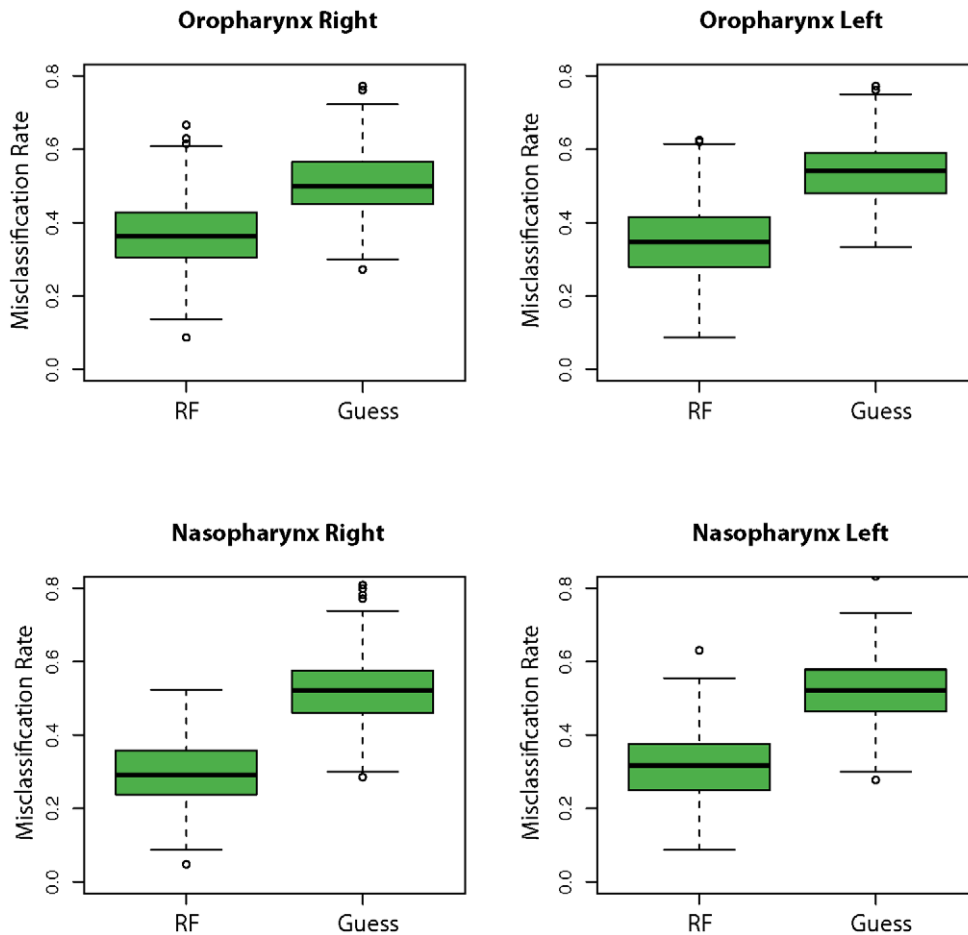 Oropharynx Right
Misclassification Rate
0.8
0.6
0.4
0.2
0.0
RF Guess
Oropharynx Left
Misclassification Rate
0.8
0.6
0.4
0.2
0.0
RF Guess
Nasopharynx Right
Misclassification Rate
0.8
0.6
0.4
0.2
0.0
RF Guess
Nasopharynx Left
Misclassification Rate
0.8
0.6
0.4
0.2
0.0
RF Guess